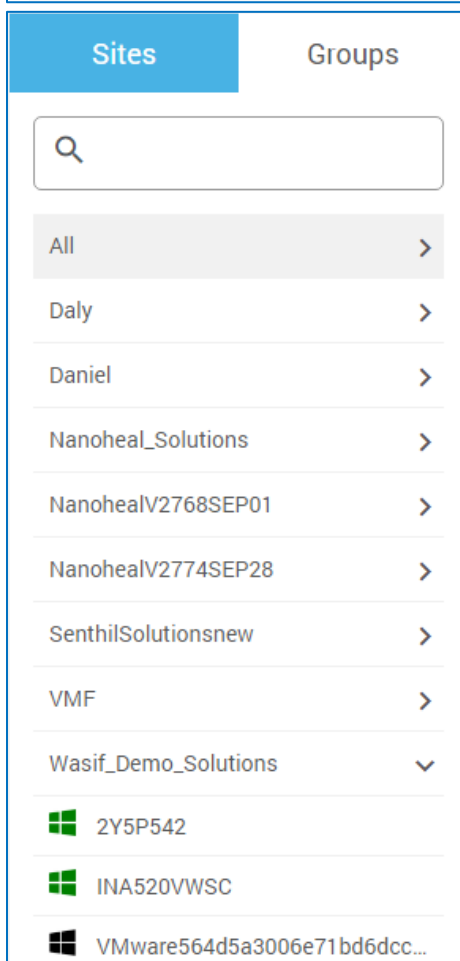 Sites Groups
All
Daly
Daniel
Nanoheal_Solutions
NanohealV2768SEP01
NanohealV2774SEP28
SenthilSolutionsnew
VMF
Wasif_Demo_Solutions
2Y5P542
INA520VWSC
VMware564d5a3006e71bd6dcc...